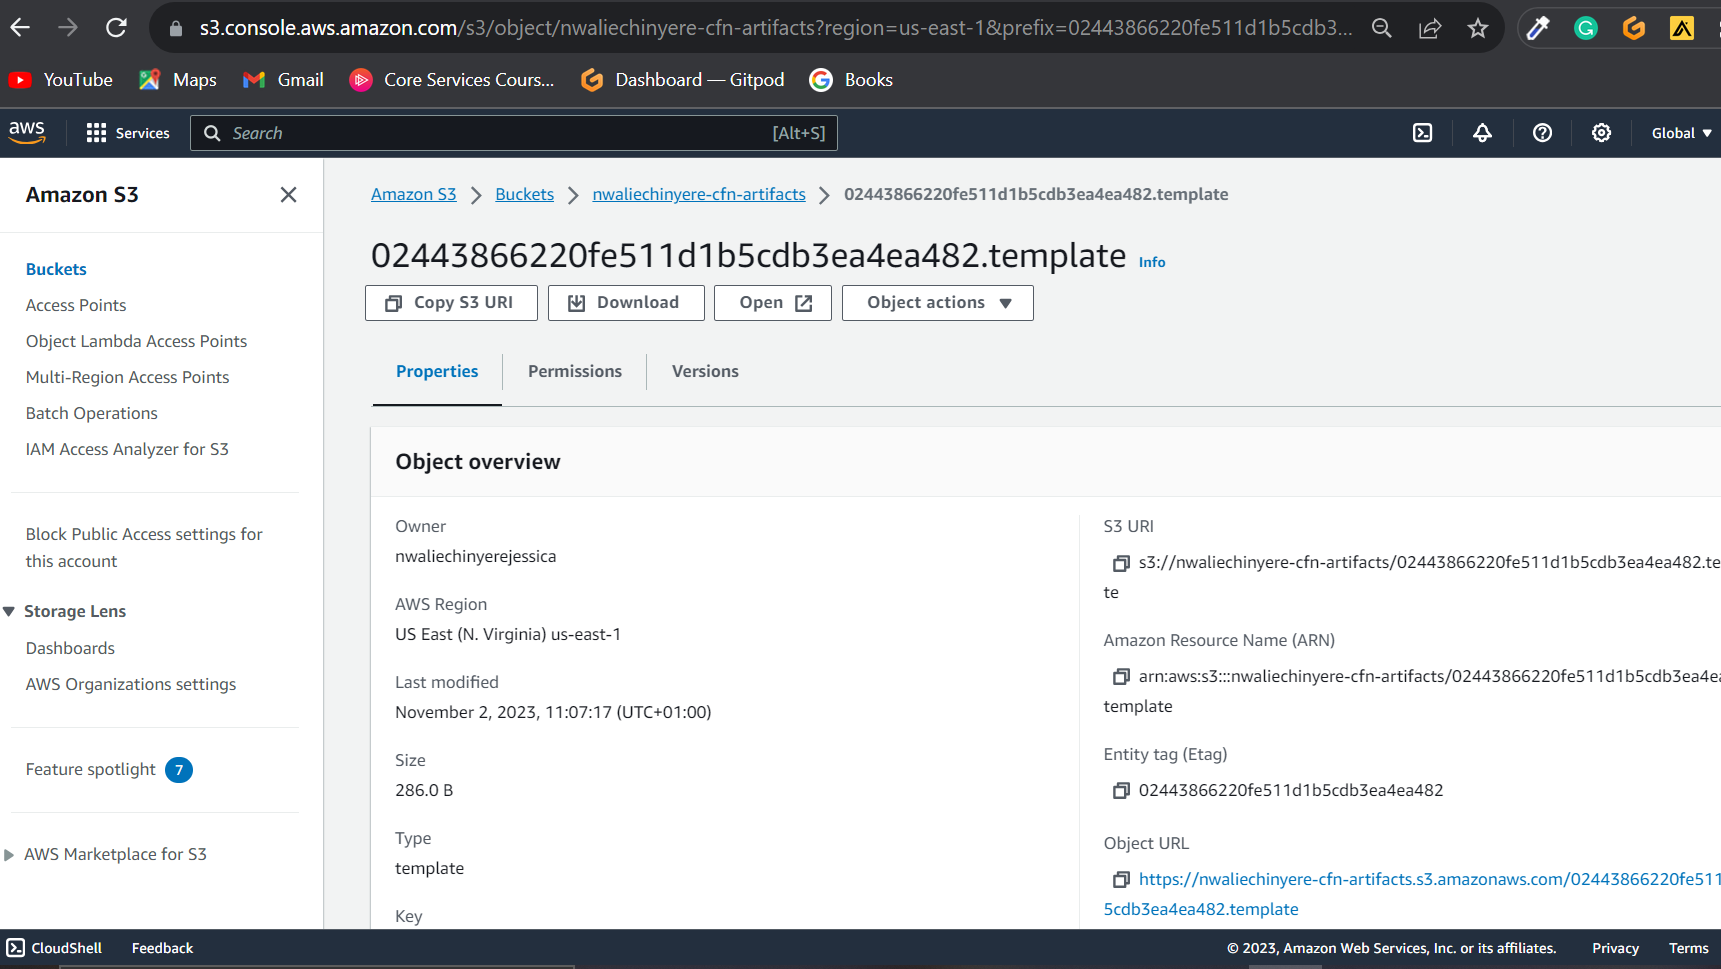 s3.console.aws.amazon.com/s3/object/nwaliechinyere-cfn-artifacts?region=us-east-1&prefix=02443866220fe511d1b5cdb3...
YouTube Maps Gmail Core Services Cours... Dashboard — Gitpod Books
aws Services Search [Alt+S] Global
Amazon S3
Buckets
Access Points
Object Lambda Access Points
Multi-Region Access Points
Batch Operations
IAM Access Analyzer for S3
Block Public Access settings for
this account
Storage Lens
Dashboards
AWS Organizations settings
Feature spotlight 7
AWS Marketplace for S3
Amazon S3 Buckets nwaliechinyere-cfn-artifacts 02443866220fe511d1b5cdb3ea4ea482.template
02443866220fe511d1b5cdb3ea4ea482.template Info
Copy S3 URI Download Open Object actions
Properties Permissions Versions
Object overview
Owner
nwaliechinyerejessica
AWS Region
US East (N. Virginia) us-east-1
Last modified
November 2, 2023, 11:07:17 (UTC+01:00)
Size
286.0 B
Type
template
Key
S3 URI
s3://nwaliechinyere-cfn-artifacts/02443866220fe511d1b5cdb3ea4ea482.te
te
Amazon Resource Name (ARN)
arn:aws:s3:::nwaliechinyere-cfn-artifacts/02443866220fe511d1b5cdb3ea4ea
template
Entity tag (Etag)
02443866220fe511d1b5cdb3ea4ea482
Object URL
https://nwaliechinyere-cfn-artifacts.s3.amazonaws.com/02443866220fe511
5cdb3ea4ea482.template
CloudShell Feedback © 2023, Amazon Web Services, Inc. or its affiliates. Privacy Terms